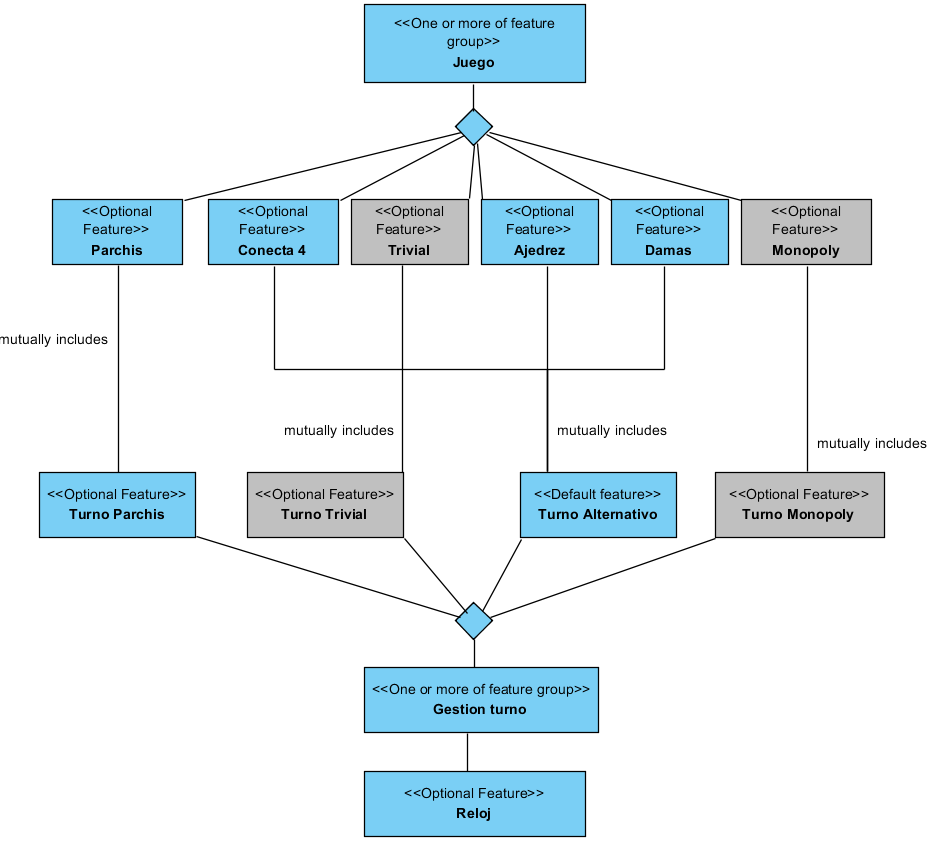 <<One or more of feature
group>>
Juego
<<Optional
Feature>>
Parchis
<<Optional
Feature>>
Conecta 4
<<Optional
Feature>>
Trivial
<<Optional
Feature>>
Ajedrez
<<Optional
Feature>>
Damas
<<Optional
Feature>>
Monopoly
mutually includes
mutually includes
mutually includes
mutually includes
<<Optional Feature>>
Turno Parchis
<<Optional Feature>>
Turno Trivial
<<Default feature>>
Turno Alternativo
<<Optional Feature>>
Turno Monopoly
<<One or more of feature group>>
Gestion turno
<<Optional Feature>>
Reloj